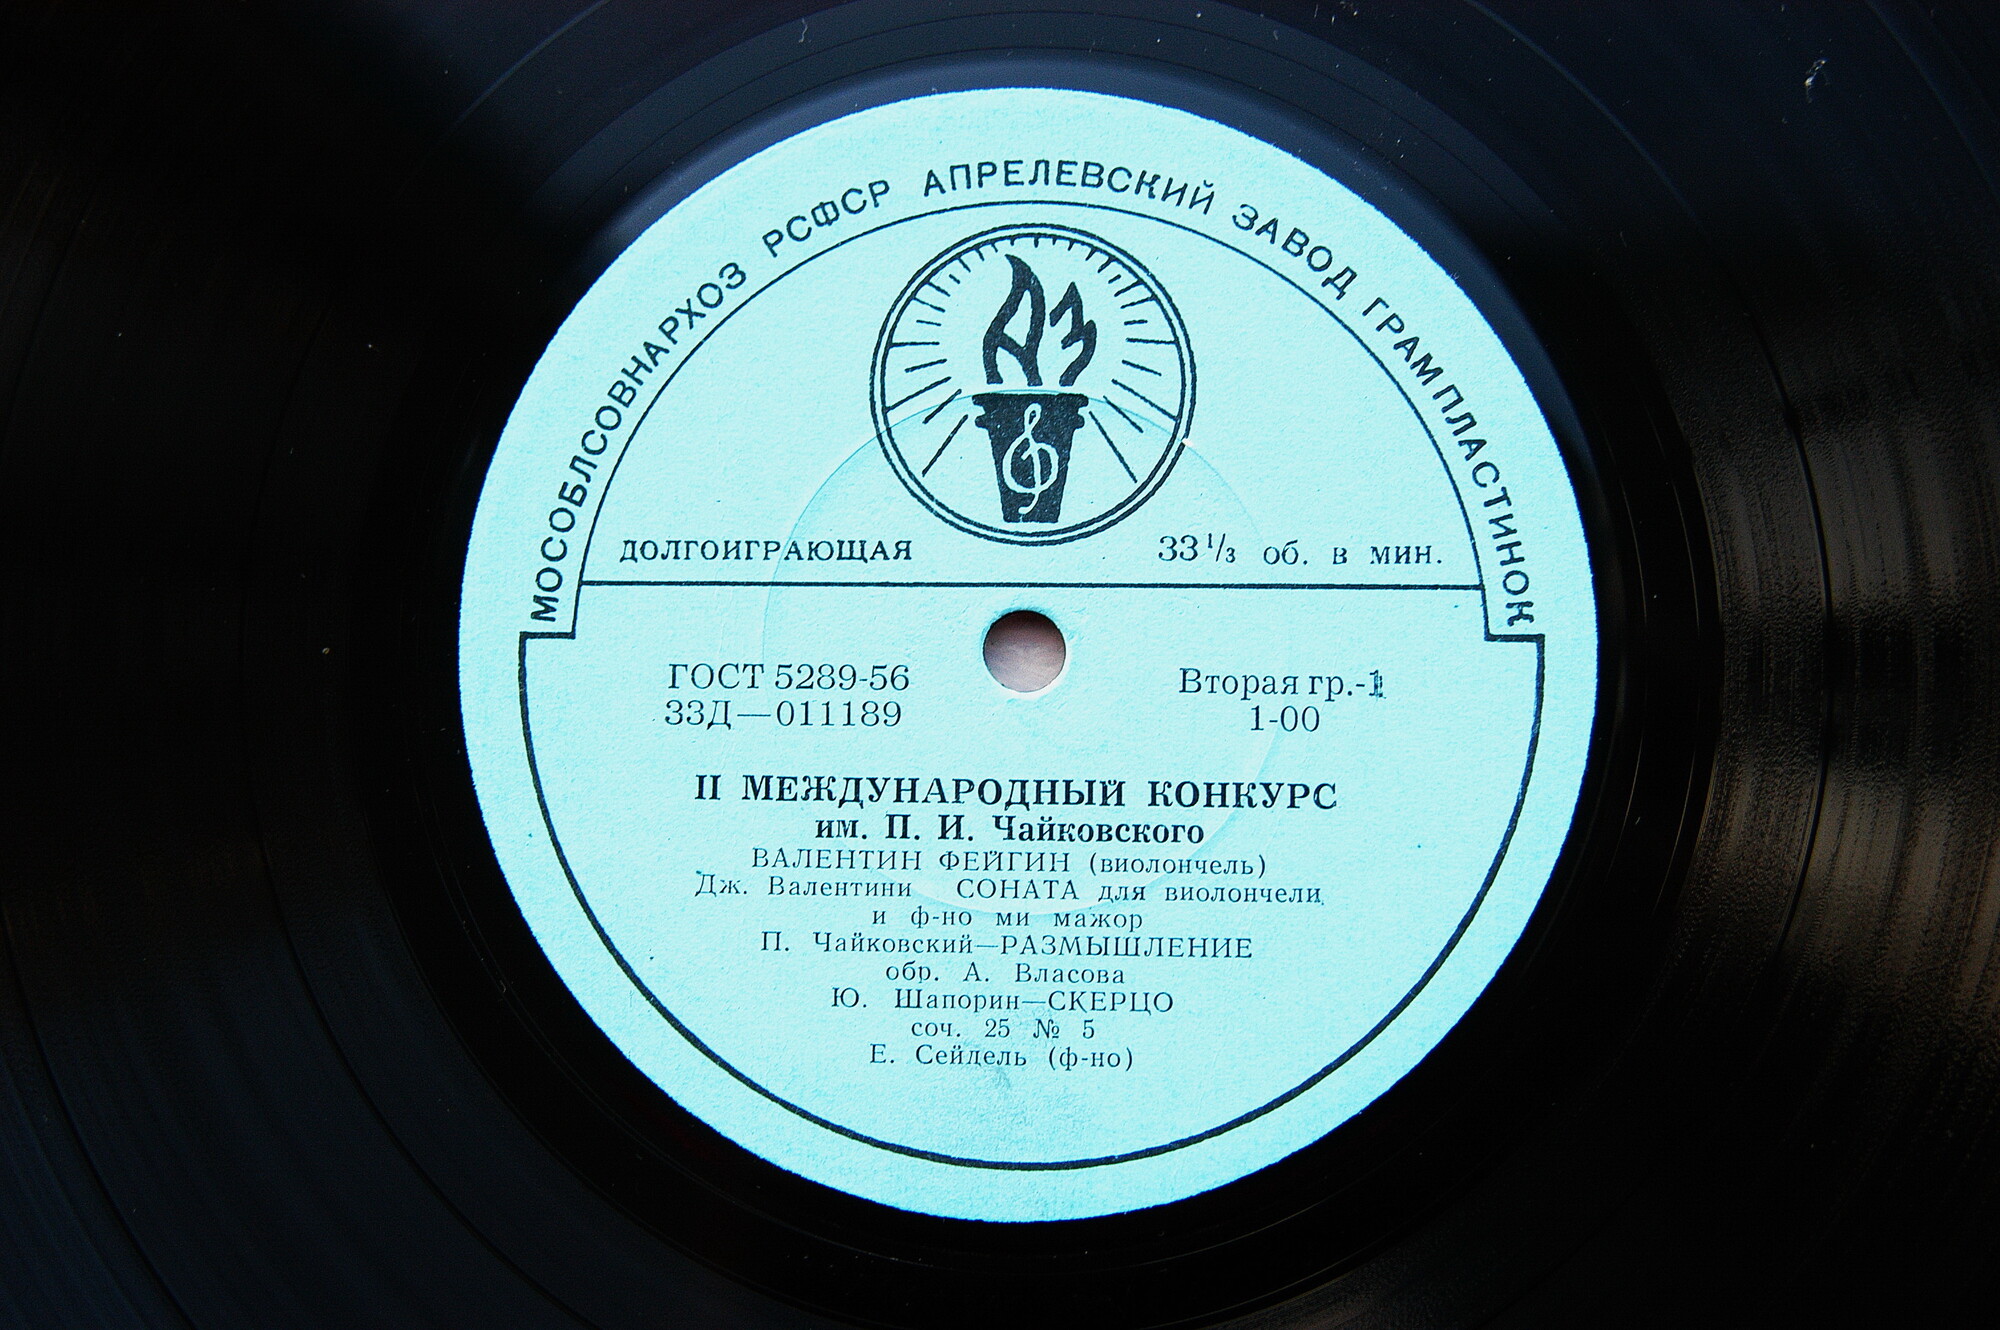 МОСОБЛСОВНАРХОЗ РСФСР АПРЕЛЕВСКИЙ ЗАВОД ГРАМПЛАСТИНОК
АЗ
ДОЛГОИГРАЮЩАЯ 33 1/3 об. в мин.
ГОСТ 5289-56 Вторая гр.-1
33Д—011189 1-00
II МЕЖДУНАРОДНЫЙ КОНКУРС
им. П. И. Чайковского
ВАЛЕНТИН ФЕЙГИН (виолончель)
Дж. Валентини СОНАТА для виолончели
и ф-но ми мажор
П. Чайковский—РАЗМЫШЛЕНИЕ
обр. А. Власова
Ю. Шапорин—СКЕРЦО
соч. 25 № 5
Е. Сейдель (ф-но)